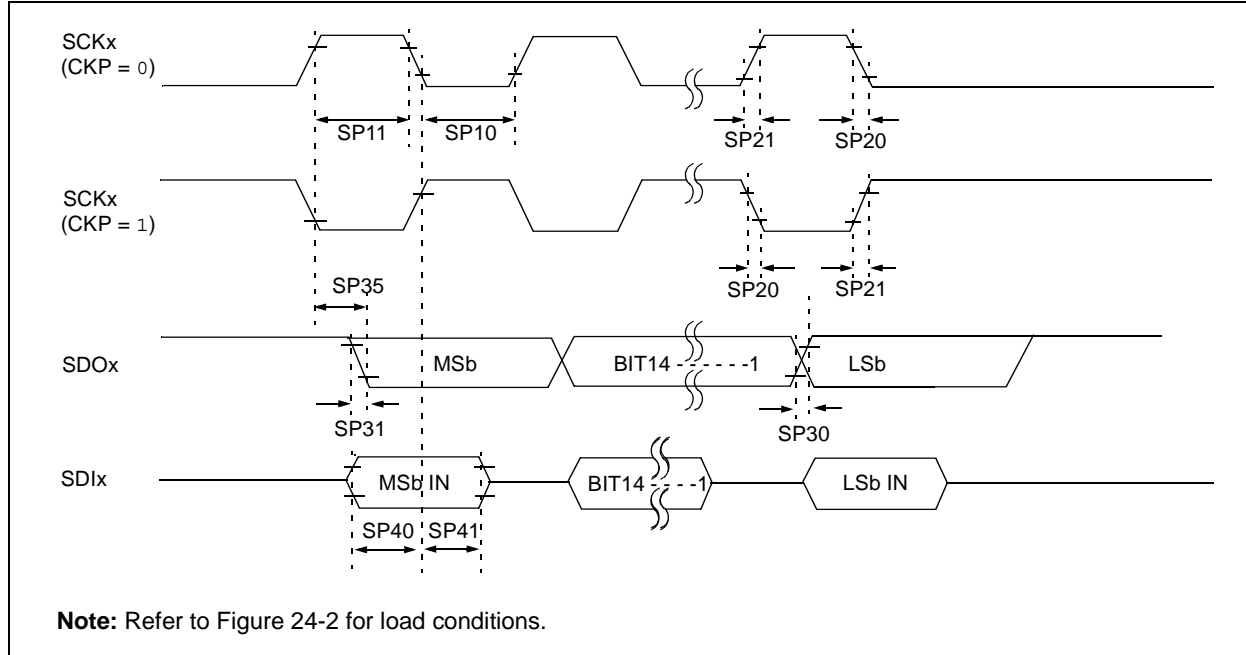 SCKx
(CKP = 0)
SP11
SP10
SP21
SP20
SCKx
(CKP = 1)
SP35
SP20
SP21
SDOx
MSb
BIT14 - - - - - -1
LSb
SP31
SP30
SDIx
MSb IN
BIT14 - - - -1
LSb IN
SP40
SP41
Note: Refer to Figure 24-2 for load conditions.